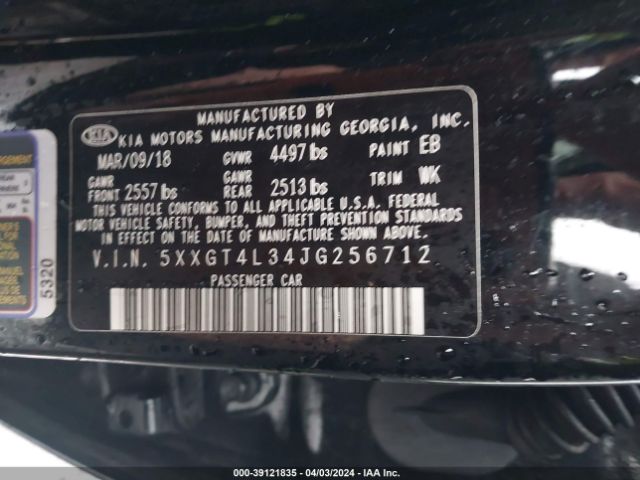 MANUFACTURED BY
KIA KIA MOTORS MANUFACTURING GEORGIA, INC.
MAR/09/18 GVWR 4497 lbs PAINT EB
GAWR FRONT 2557 lbs GAWR REAR 2513 lbs TRIM WK
THIS VEHICLE CONFORMS TO ALL APPLICABLE U.S.A. FEDERAL
MOTOR VEHICLE SAFETY, BUMPER, AND THEFT PREVENTION STANDARDS
IN EFFECT ON THE DATE OF MANUFACTURE SHOWN ABOVE.
V.I.N. 5XXGT4L34JG256712
PASSENGER CAR
5320
000-39121835 - 04/03/2024 - IAA Inc.